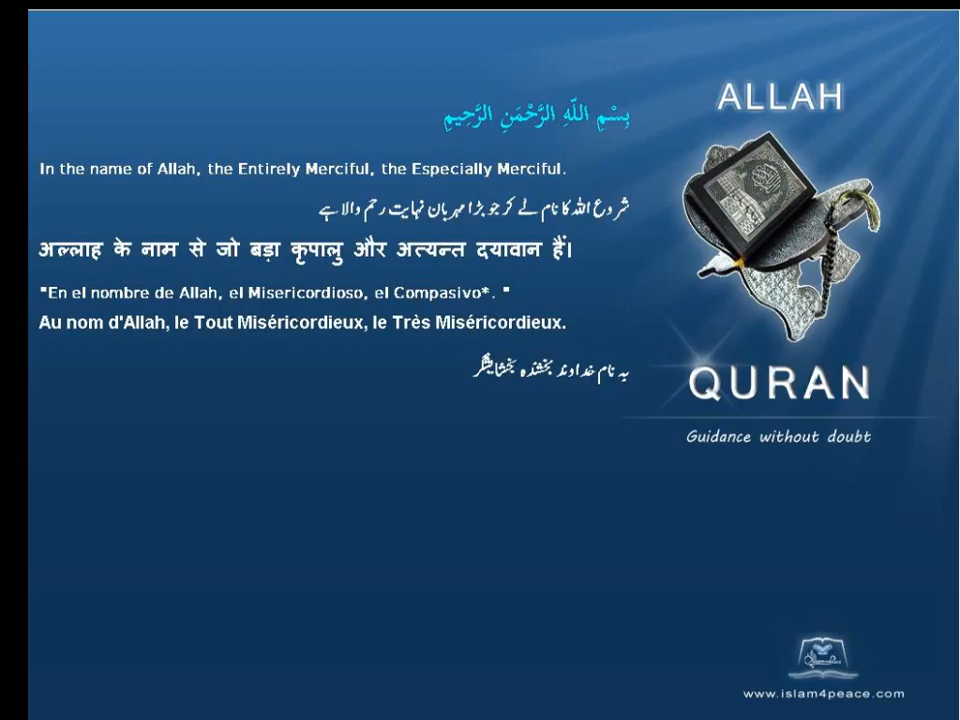 بِسْمِ اللَّهِ الرَّحْمَنِ الرَّحِيمِ
In the name of Allah, the Entirely Merciful, the Especially Merciful.
شروع اللہ کا نام لے کر جو بڑا مہربان نہایت رحم والا ہے
अल्लाह के नाम से जो बड़ा कृपालु और अत्यन्त दयावान हैं।
"En el nombre de Allah, el Misericordioso, el Compasivo*. "
Au nom d'Allah, le Tout Miséricordieux, le Très Miséricordieux.
به نام خداوند بخشنده بخشایشگر
ALLAH
QURAN
Guidance without doubt
www.islam4peace.com